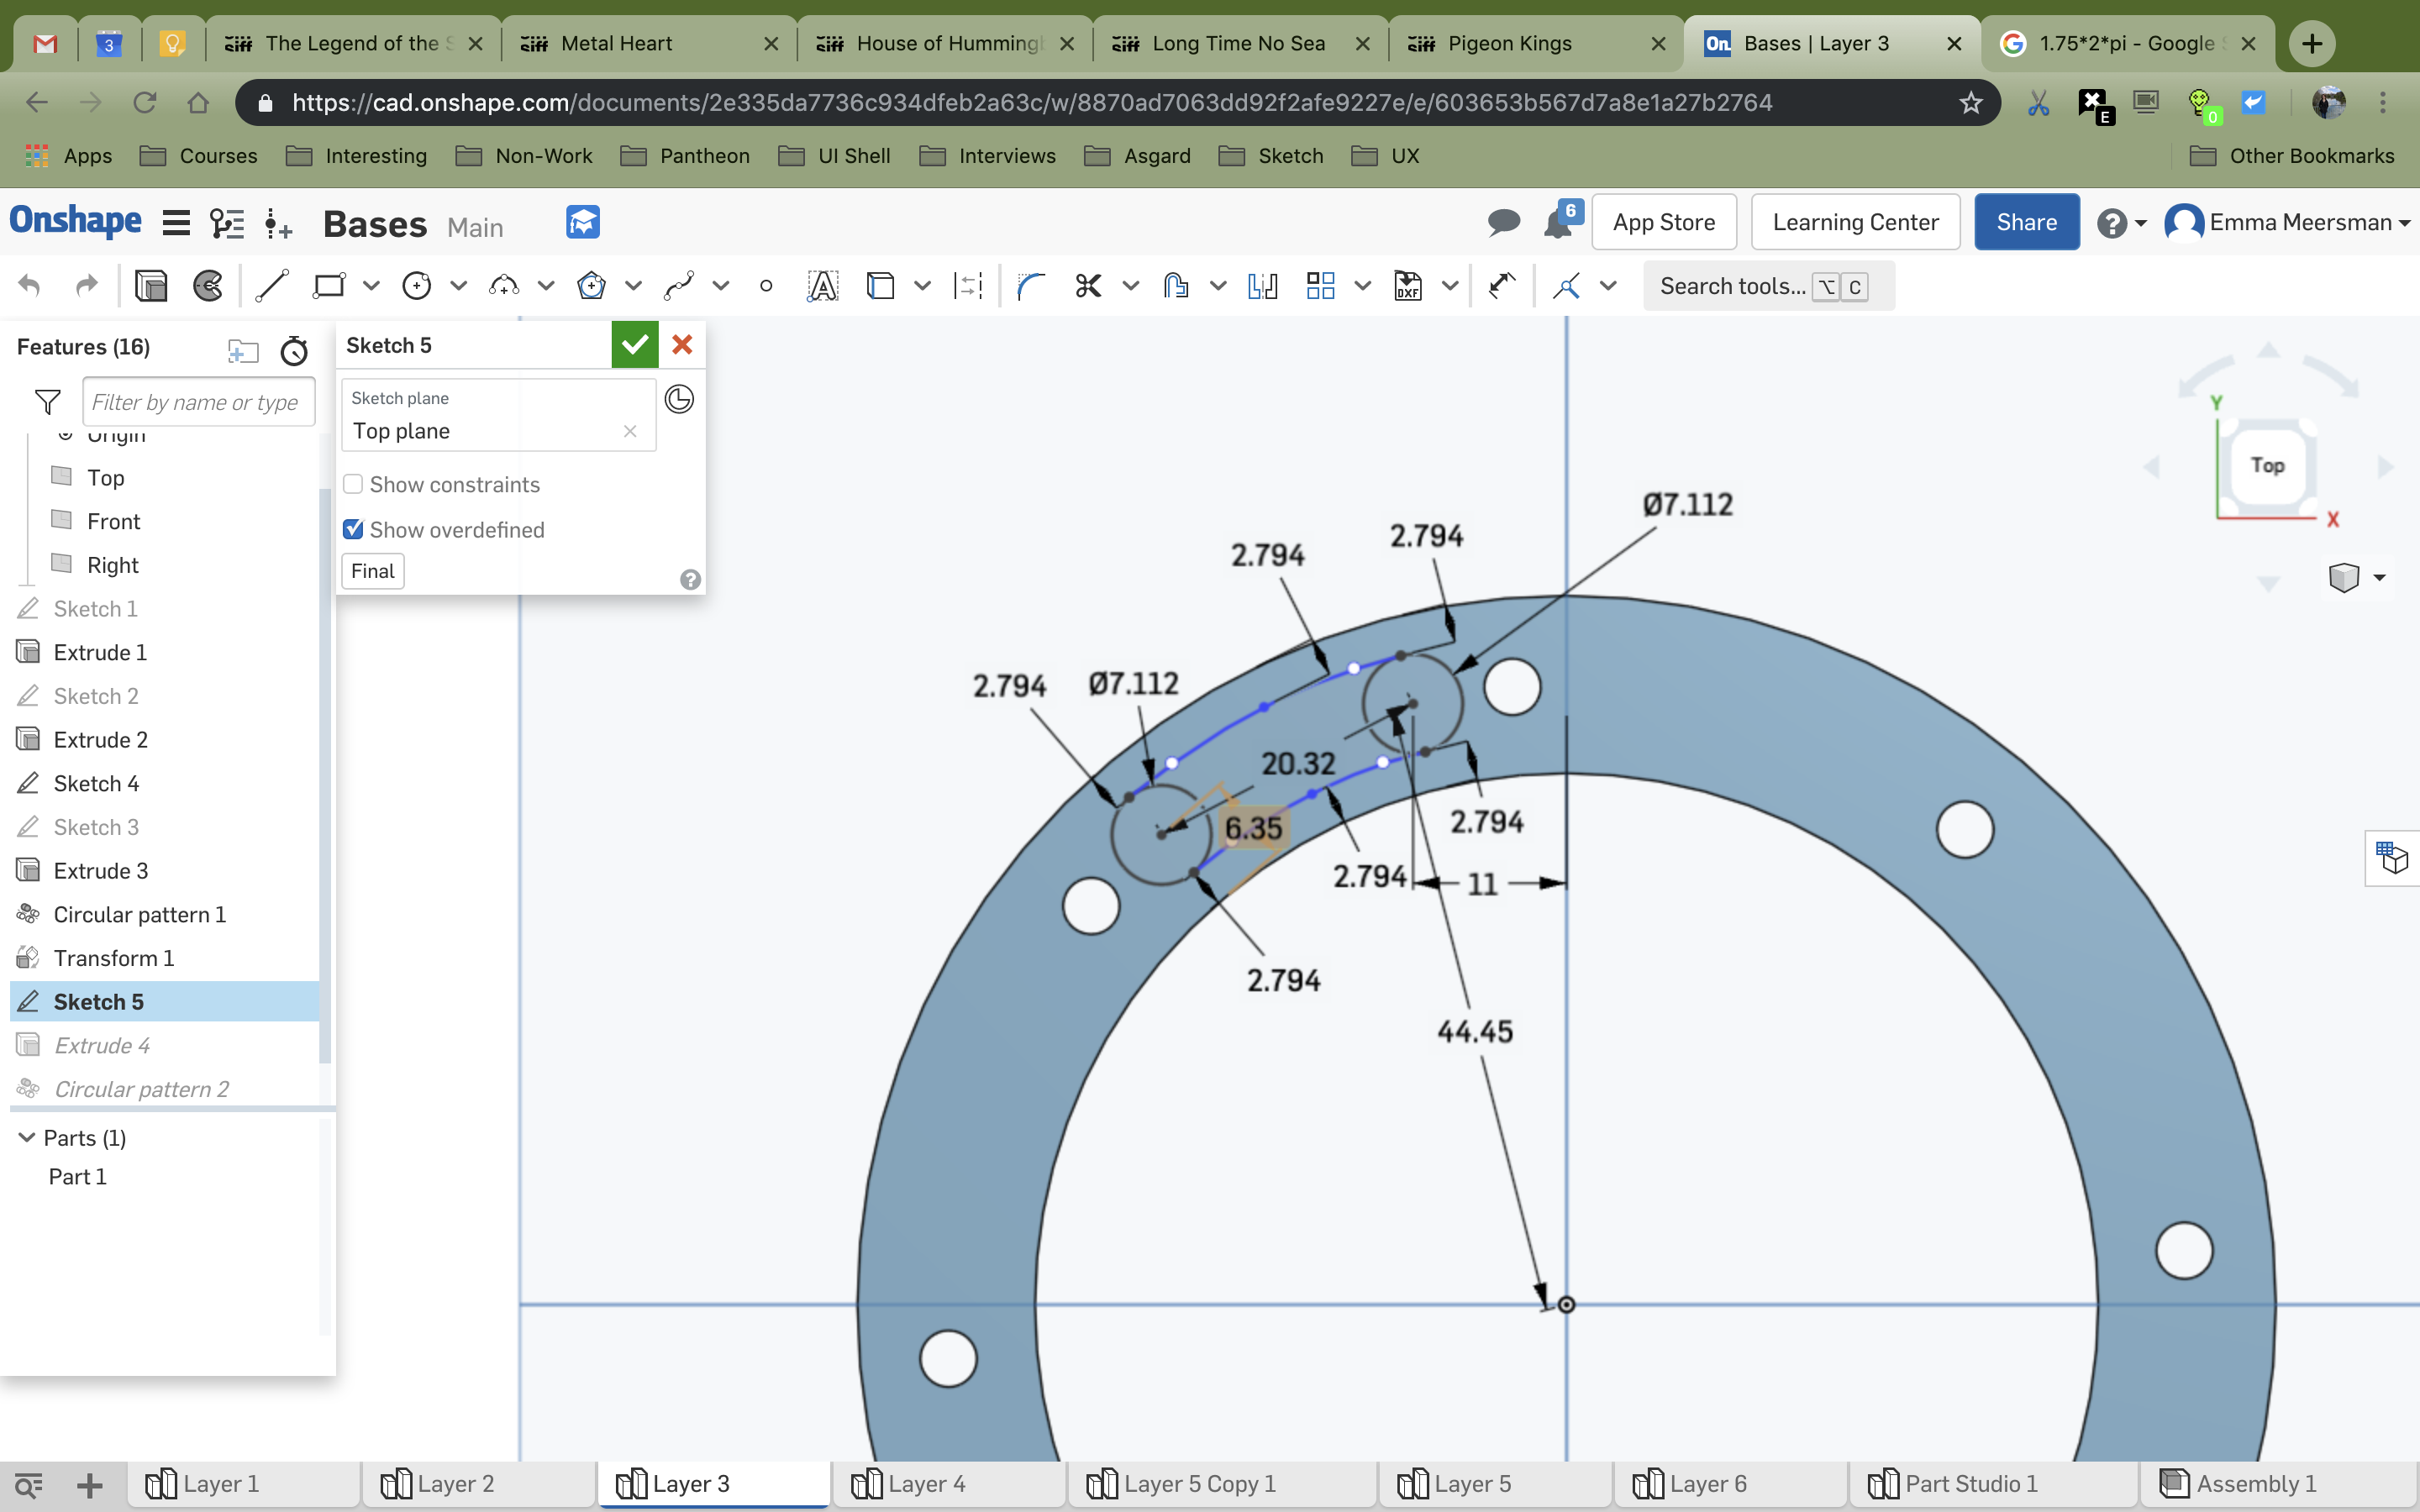 3
The Legend of the S
Metal Heart
House of Humming
Long Time No Sea
Pigeon Kings
On. Bases | Layer 3
1.75*2*pi - Google S
https://cad.onshape.com/documents/2e335da7736c934dfeb2a63c/w/8870ad7063dd92f2afe9227e/e/603653b567d7a8e1a27b2764
E
0
Apps Courses Interesting Non-Work Pantheon UI Shell Interviews Asgard Sketch UX Other Bookmarks
Onshape Bases Main 6 App Store Learning Center Share ? Emma Meersman
DXF Search tools... ⌥ C
Features (16)
Filter by name or type
Origin
Top
Front
Right
Sketch 1
Extrude 1
Sketch 2
Extrude 2
Sketch 4
Sketch 3
Extrude 3
Circular pattern 1
Transform 1
Sketch 5
Extrude 4
Circular pattern 2
Parts (1)
Part 1
Sketch 5
Sketch plane
Top plane
Show constraints
Show overdefined
Final
?
Y
Top
X
Ø7.112
2.794
2.794
2.794
Ø7.112
20.32
6.35
2.794
2.794
11
2.794
44.45
Layer 1
Layer 2
Layer 3
Layer 4
Layer 5 Copy 1
Layer 5
Layer 6
Part Studio 1
Assembly 1